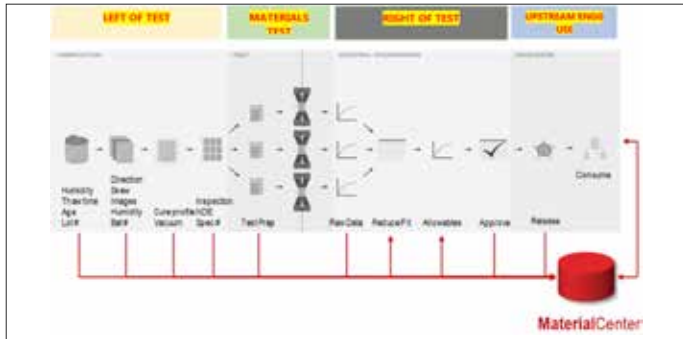 LEFT OF TEST
MATERIALS
TEST
RIGHT OF TEST
UPSTREAM ENGG
USE
Humidity
Thaw time
Age
Lot #
Direction
Skew
Images
Humidity
Ball #
Cure profile
Vacuum
Inspection
NDE
Spec #
Test Prep
Raw Data
Reduce/Fit
Allowables
Approve
Release
Consume
MaterialCenter